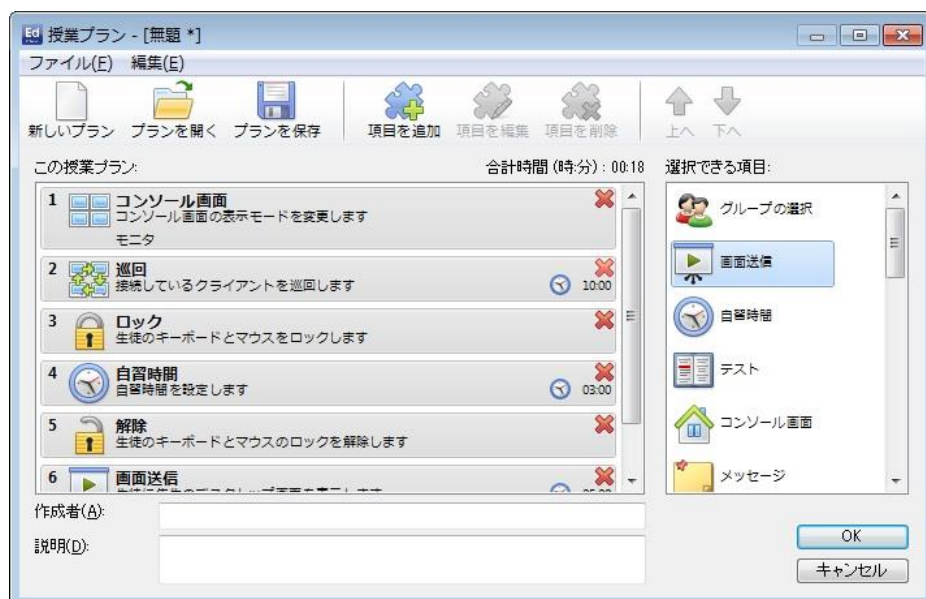 Ed
授業プラン - [無題 *]
ファイル(F) 編集(E)
新しいプラン プランを開く プランを保存 項目を追加 項目を編集 項目を削除 上へ 下へ
この授業プラン: 合計時間 (時:分) : 00:18 選択できる項目:
1 コンソール画面
コンソール画面の表示モードを変更します
モニタ
2 巡回
接続しているクライアントを巡回します 10:00
3 ロック
生徒のキーボードとマウスをロックします
4 自習時間
自習時間を設定します 03:00
5 解除
生徒のキーボードとマウスのロックを解除します
6 画面送信
グループの選択
画面送信
自習時間
テスト
コンソール画面
メッセージ
作成者(A):
説明(D):
OK
キャンセル